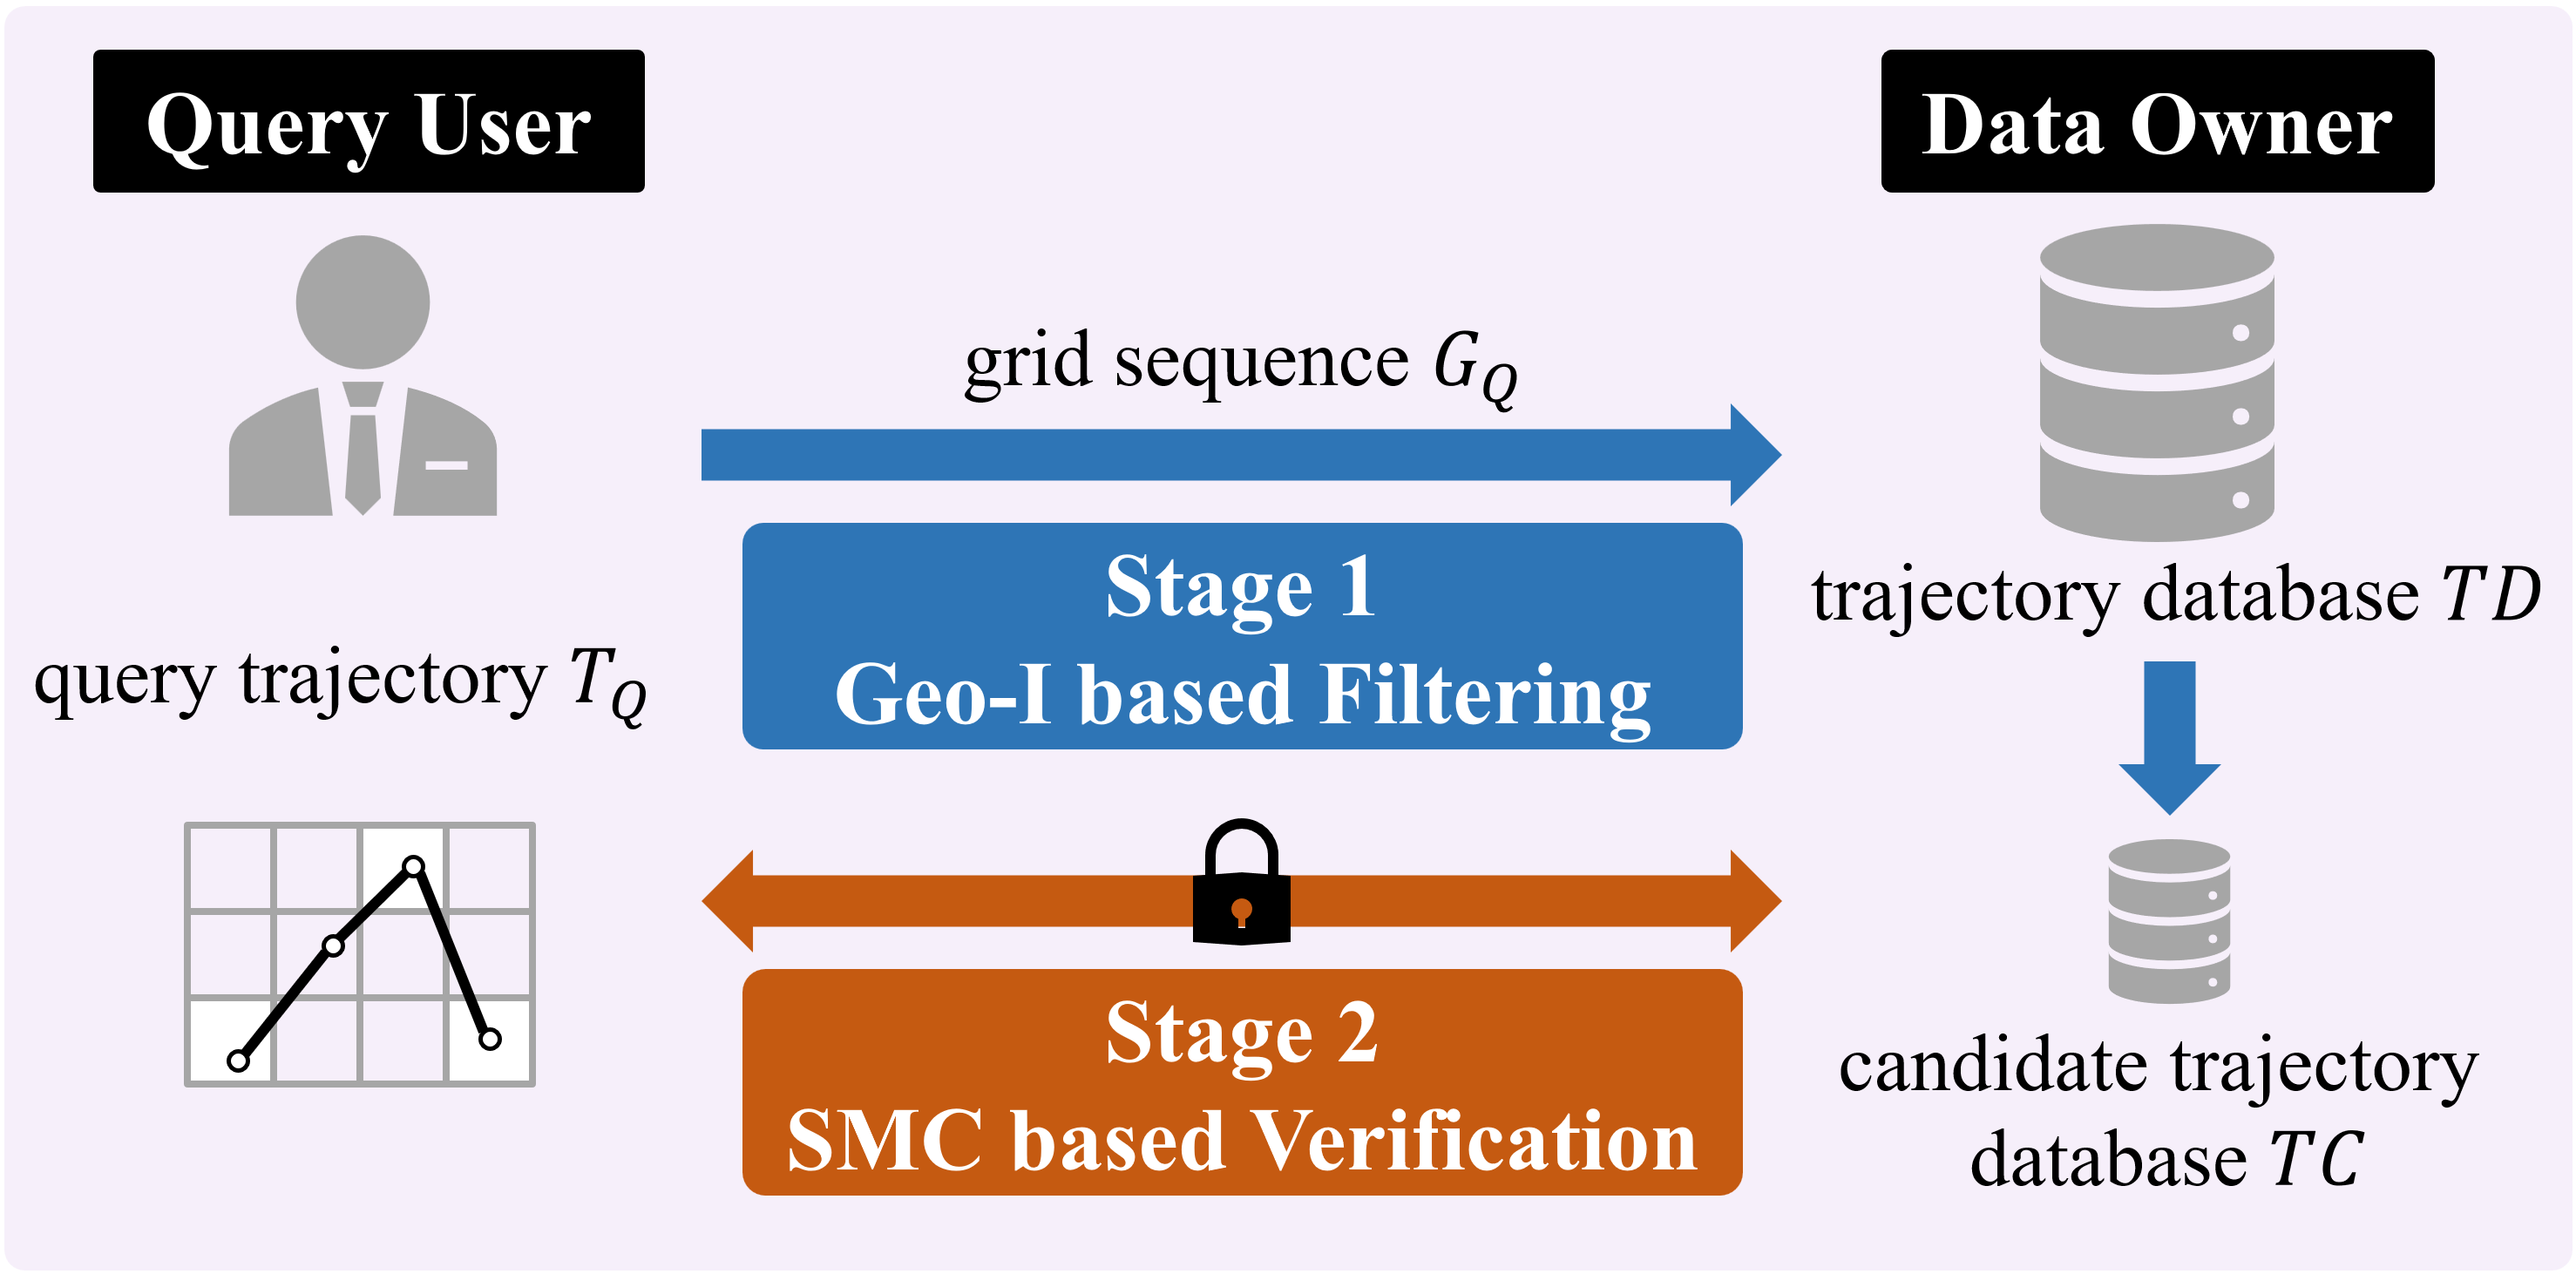 Query User
Data Owner
grid sequence G_Q
Stage 1
Geo-I based Filtering
trajectory database TD
query trajectory T_Q
Stage 2
SMC based Verification
candidate trajectory
database TC